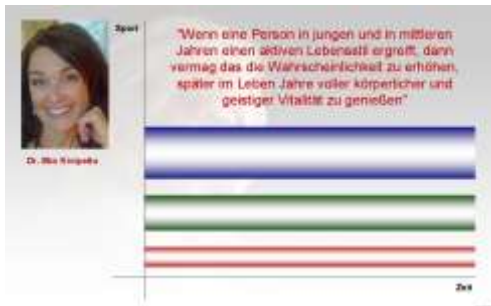 Sport
"Wenn eine Person in jungen und in mittleren
Jahren einen aktiven Lebensstil ergreift, dann
vermag das die Wahrscheinlichkeit zu erhöhen,
später im Leben Jahre voller körperlicher und
geistiger Vitalität zu genießen"
Dr. Mia
Zeit